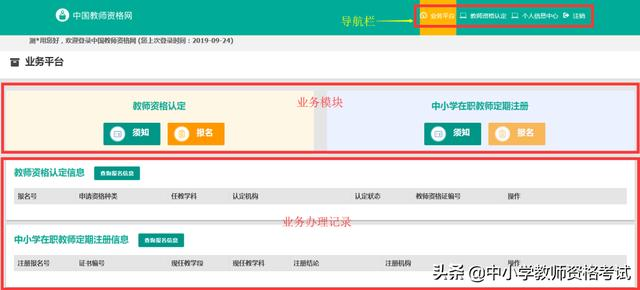 中国教师资格网
导航栏
业务平台 教师资格认定 个人信息中心 注销
测*用您好，欢迎登录中国教师资格网 (您上次登录时间：2019-09-24)
业务平台
教师资格认定 业务模块 中小学在职教师定期注册
须知 报名 须知 报名
教师资格认定信息 查询报名信息
报名号 申请资格种类 任教学科 认定机构 认定状态 教师资格证编号 操作
业务办理记录
中小学在职教师定期注册信息 查询报名信息
注册报名号 证书编号 现任教学段 现任教学科 注册结论 注册机构 操作
头条 @中小学教师资格考试